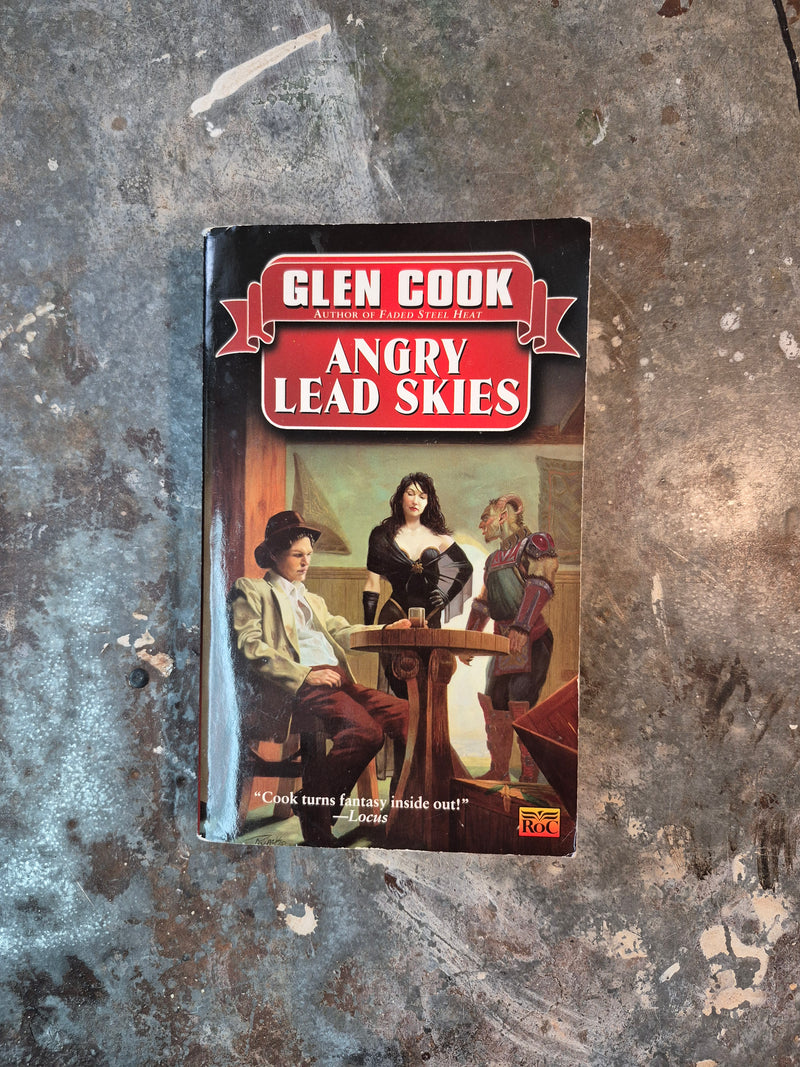 GLEN COOK
AUTHOR OF FADED STEEL HEAT
ANGRY
LEAD SKIES
"Cook turns fantasy inside out!"
—Locus
ROC